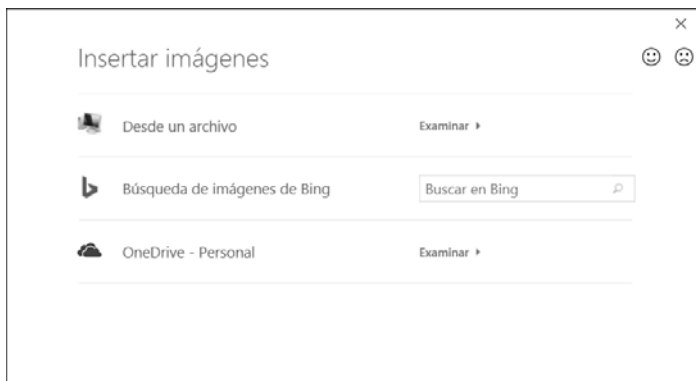 Insertar imágenes
Desde un archivo
Examinar
Búsqueda de imágenes de Bing
Buscar en Bing
OneDrive - Personal
Examinar